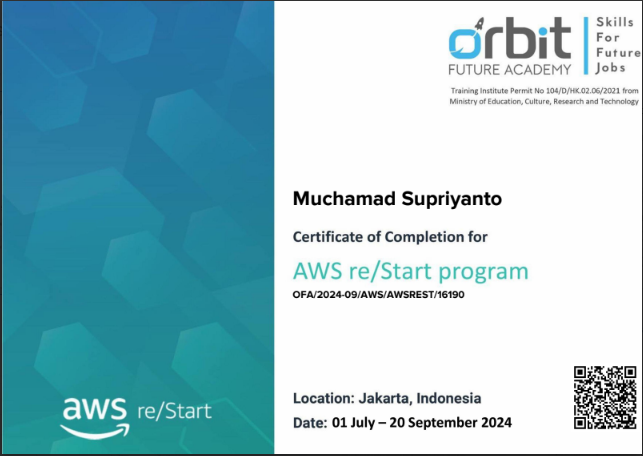 orbit
FUTURE ACADEMY
Skills
For
Future
Jobs
Training Institute Permit No 104/D/HK.02.06/2021 from
Ministry of Education, Culture, Research and Technology
Muchamad Supriyanto
Certificate of Completion for
AWS re/Start program
OFA/2024-09/AWS/AWSREST/16190
aws re/Start
Location: Jakarta, Indonesia
Date: 01 July – 20 September 2024